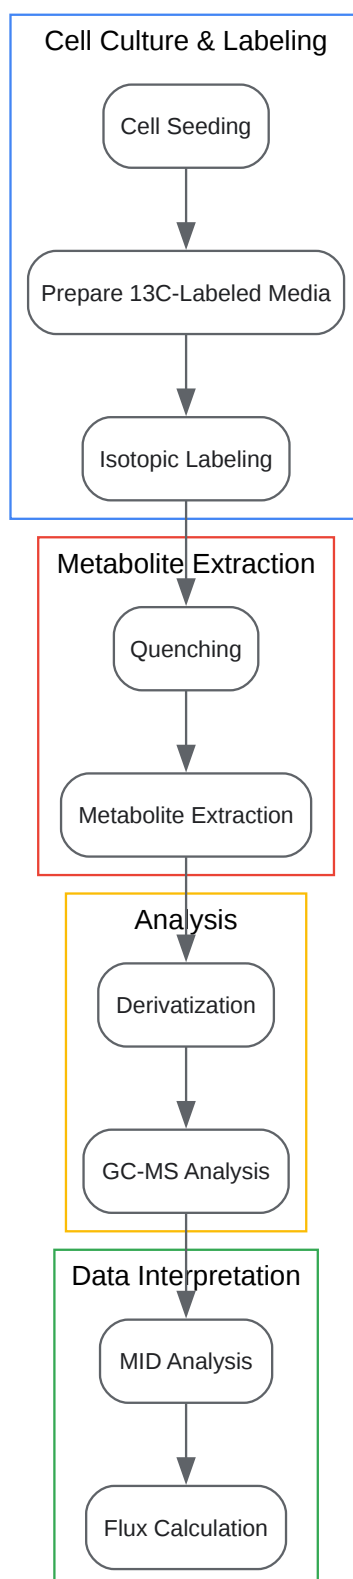 Cell Culture & Labeling
Cell Seeding
Prepare 13C-Labeled Media
Isotopic Labeling
Metabolite Extraction
Quenching
Metabolite Extraction
Analysis
Derivatization
GC-MS Analysis
Data Interpretation
MID Analysis
Flux Calculation